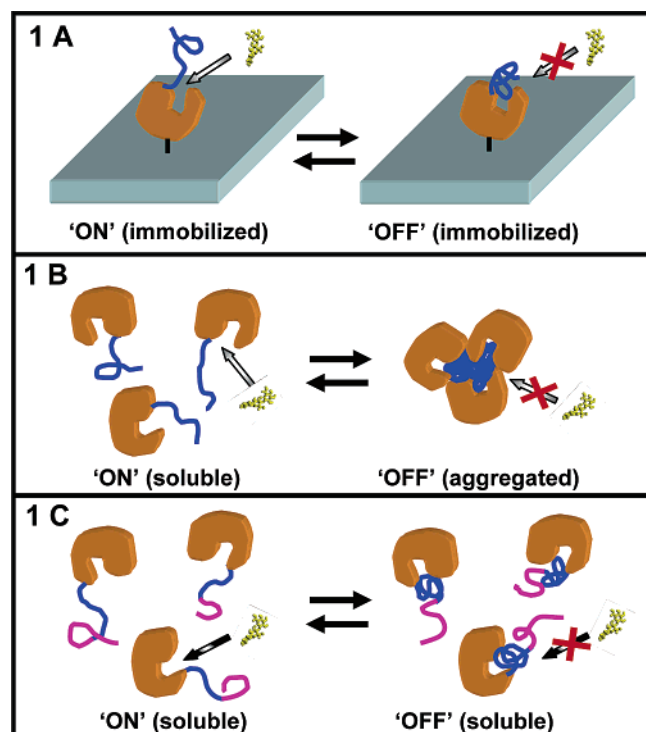 1 A
'ON' (immobilized) 'OFF' (immobilized)
1 B
'ON' (soluble) 'OFF' (aggregated)
1 C
'ON' (soluble) 'OFF' (soluble)